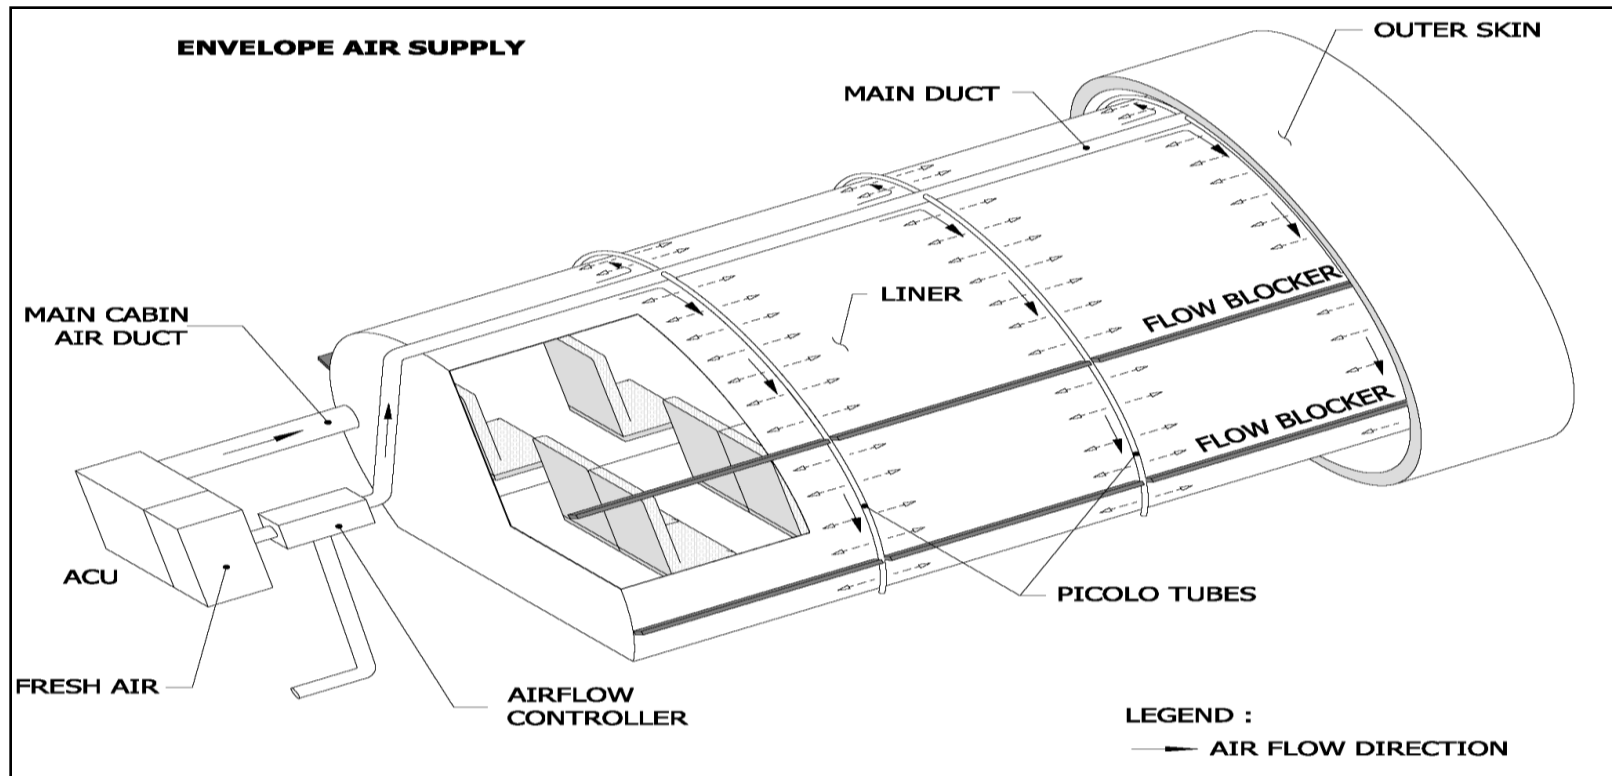 ENVELOPE AIR SUPPLY
OUTER SKIN
MAIN DUCT
LINER
FLOW BLOCKER
MAIN CABIN
AIR DUCT
FLOW BLOCKER
ACU
PICOLO TUBES
FRESH AIR
AIRFLOW
CONTROLLER
LEGEND :
AIR FLOW DIRECTION